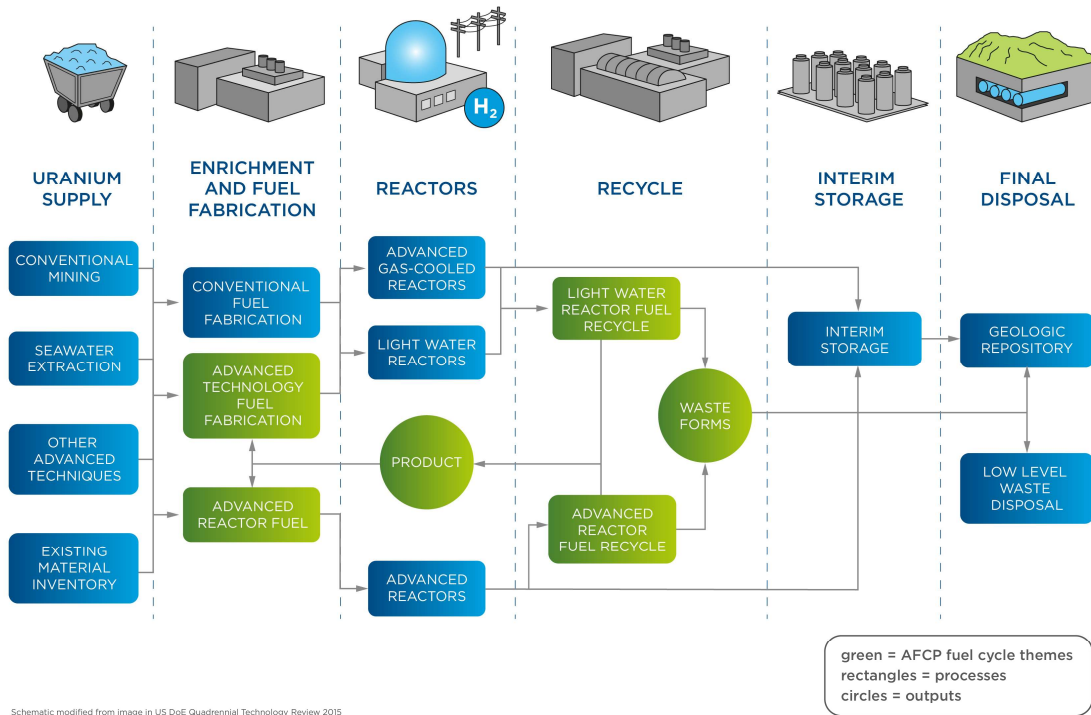 H2
URANIUM
SUPPLY
ENRICHMENT
AND FUEL
FABRICATION
REACTORS
RECYCLE
INTERIM
STORAGE
FINAL
DISPOSAL
CONVENTIONAL
MINING
SEAWATER
EXTRACTION
OTHER
ADVANCED
TECHNIQUES
EXISTING
MATERIAL
INVENTORY
CONVENTIONAL
FUEL
FABRICATION
ADVANCED
TECHNOLOGY
FUEL
FABRICATION
ADVANCED
REACTOR FUEL
ADVANCED
GAS-COOLED
REACTORS
LIGHT WATER
REACTORS
PRODUCT
ADVANCED
REACTORS
LIGHT WATER
REACTOR FUEL
RECYCLE
WASTE
FORMS
ADVANCED
REACTOR
FUEL RECYCLE
INTERIM
STORAGE
GEOLOGIC
REPOSITORY
LOW LEVEL
WASTE
DISPOSAL
green = AFCP fuel cycle themes
rectangles = processes
circles = outputs
Schematic modified from image in US DoE Quadrennial Technology Review 2015